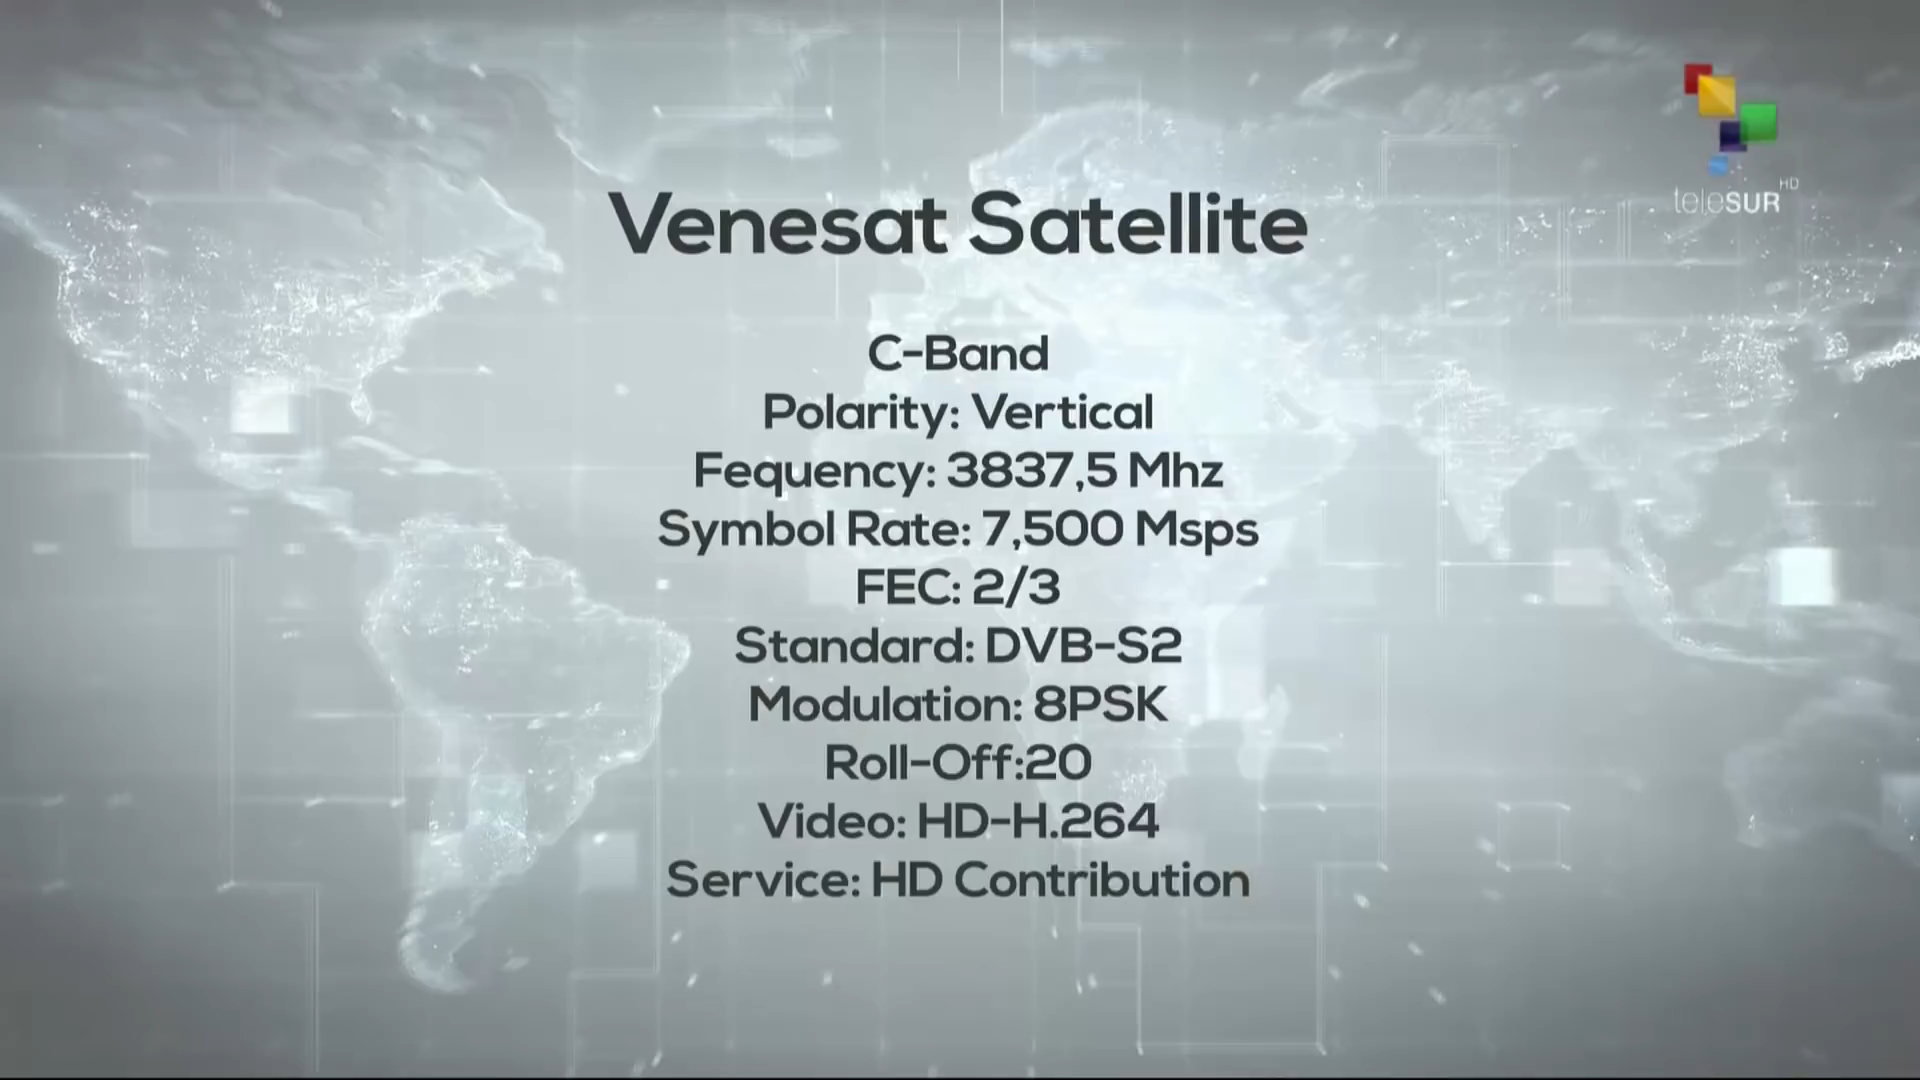 HD
teleSUR
Venesat Satellite
C-Band
Polarity: Vertical
Fequency: 3837,5 Mhz
Symbol Rate: 7,500 Msps
FEC: 2/3
Standard: DVB-S2
Modulation: 8PSK
Roll-Off:20
Video: HD-H.264
Service: HD Contribution